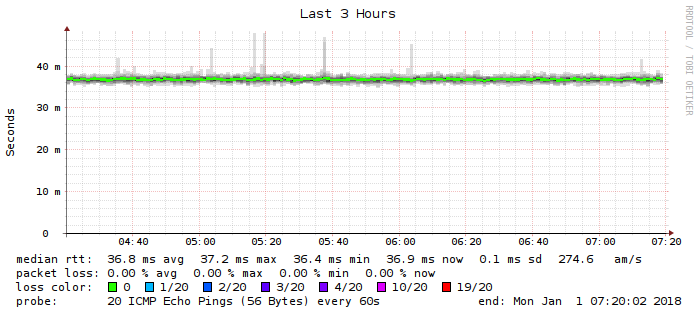 Last 3 Hours
RRDTOOL / TOBI OETIKER
Seconds
40 m
30 m
20 m
10 m
0
04:40 05:00 05:20 05:40 06:00 06:20 06:40 07:00 07:20
median rtt: 36.8 ms avg 37.2 ms max 36.4 ms min 36.9 ms now 0.1 ms sd 274.6 am/s
packet loss: 0.00 % avg 0.00 % max 0.00 % min 0.00 % now
loss color: 0 1/20 2/20 3/20 4/20 10/20 19/20
probe: 20 ICMP Echo Pings (56 Bytes) every 60s end: Mon Jan 1 07:20:02 2018